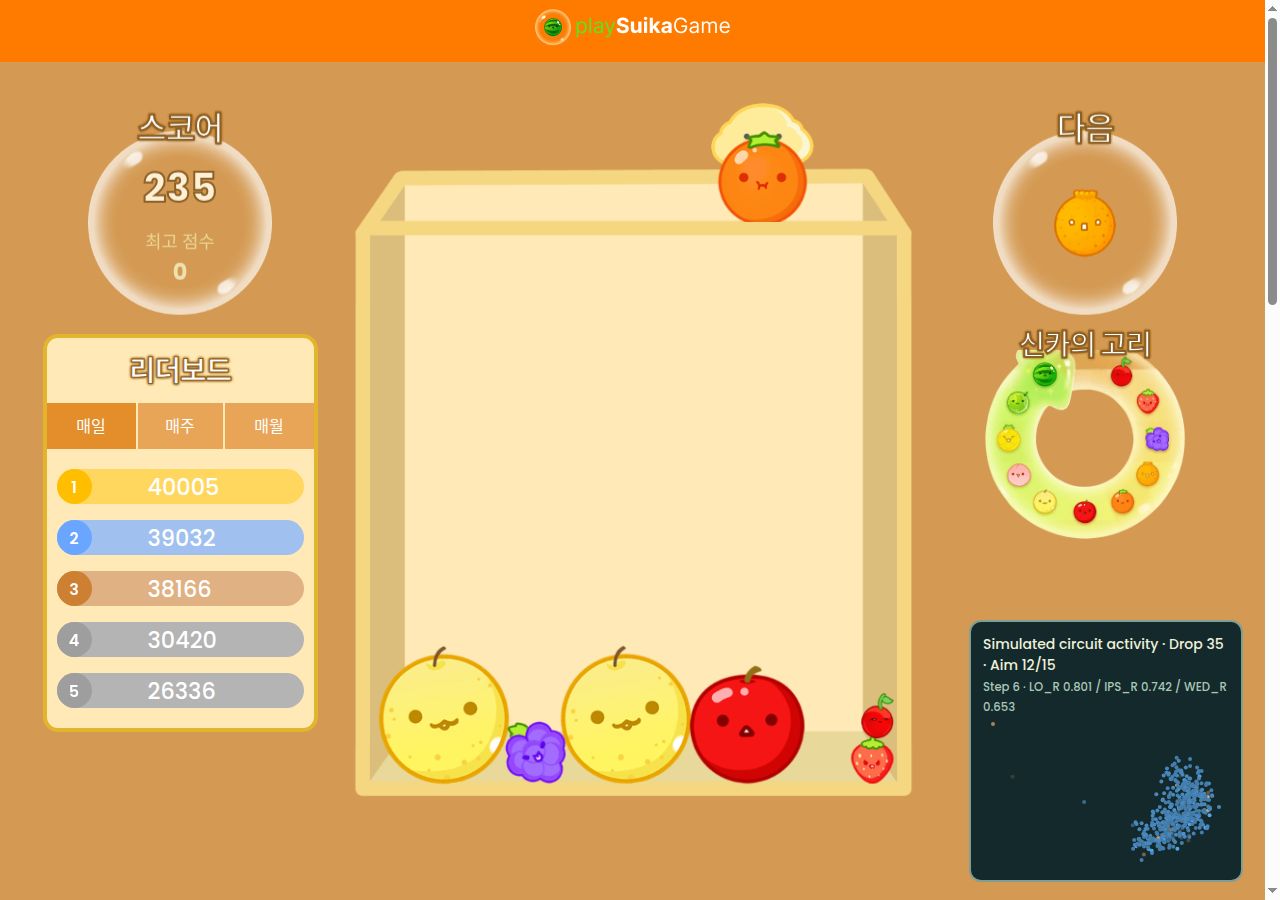 playSuikaGame
스코어
235
최고 점수
0
다음
신카의 고리
리더보드
매일 매주 매월
1 40005
2 39032
3 38166
4 30420
5 26336
Simulated circuit activity · Drop 35
· Aim 12/15
Step 6 · LO_R 0.801 / IPS_R 0.742 / WED_R
0.653